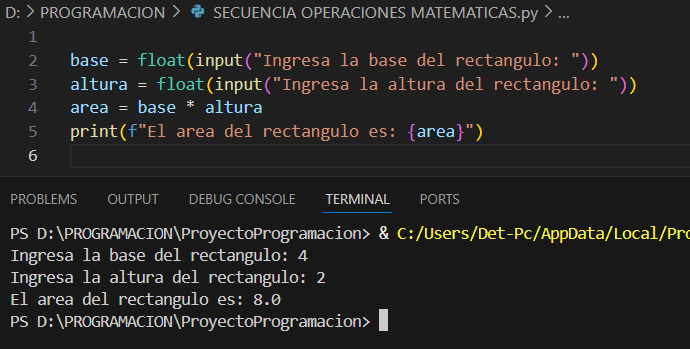 D: > PROGRAMACION > SECUENCIA OPERACIONES MATEMATICAS.py > ...
1
2 base = float(input("Ingresa la base del rectangulo: "))
3 altura = float(input("Ingresa la altura del rectangulo: "))
4 area = base * altura
5 print(f"El area del rectangulo es: {area}")
6
PROBLEMS OUTPUT DEBUG CONSOLE TERMINAL PORTS
PS D:\PROGRAMACION\ProyectoProgramacion> & C:/Users/Det-Pc/AppData/Local/Pro
Ingresa la base del rectangulo: 4
Ingresa la altura del rectangulo: 2
El area del rectangulo es: 8.0
PS D:\PROGRAMACION\ProyectoProgramacion>